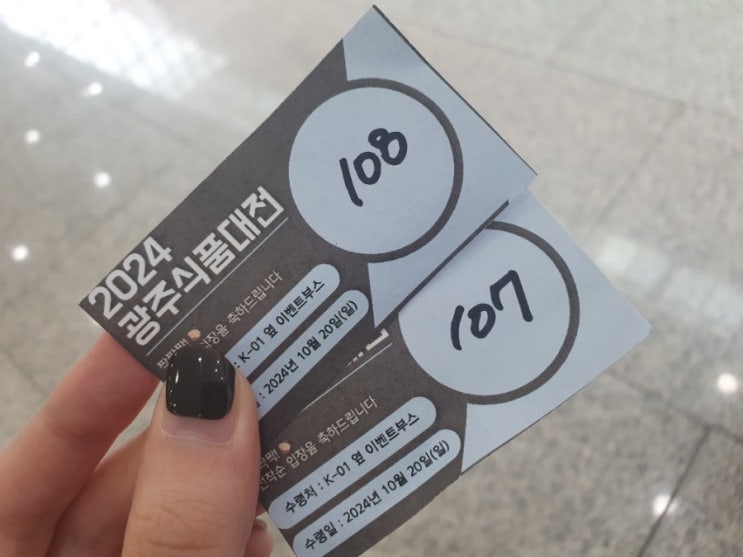 108
2024
광주식품대전
입장을 축하드립니다
: K-01 옆 이벤트부스
: 2024년 10월 20일(일)
107
선착순 입장을 축하드립니다
수령처 : K-01 옆 이벤트부스
수령일 : 2024년 10월 20일(일)